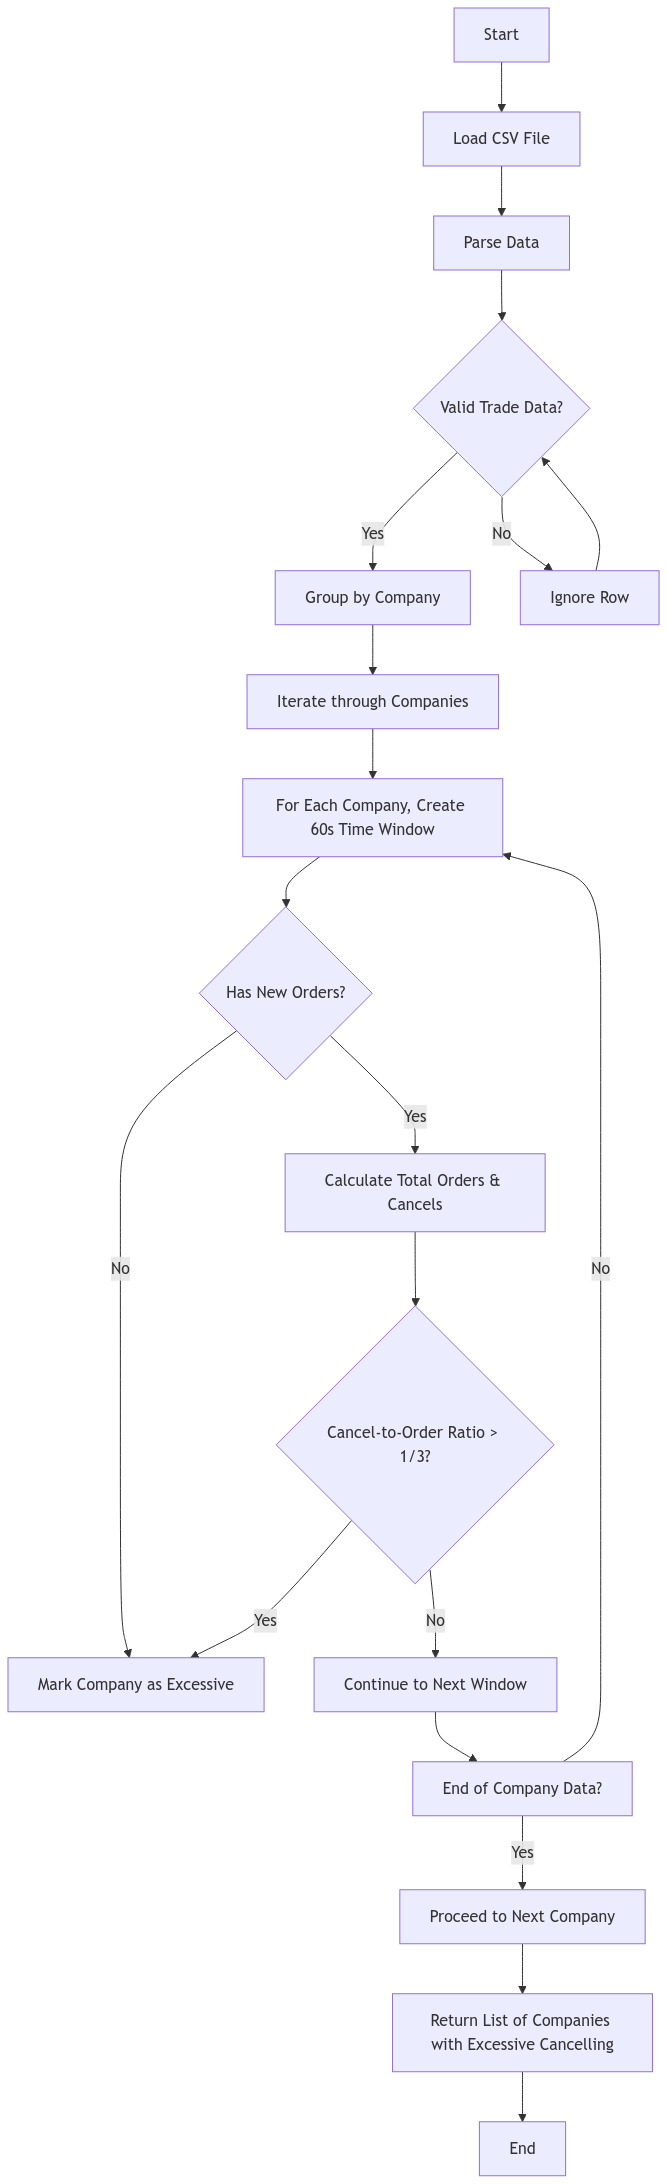 Start
Load CSV File
Parse Data
Valid Trade Data?
Yes
No
Group by Company
Ignore Row
Iterate through Companies
For Each Company, Create
60s Time Window
Has New Orders?
Yes
Calculate Total Orders &
Cancels
No
No
Cancel-to-Order Ratio >
1/3?
Yes
No
Mark Company as Excessive
Continue to Next Window
End of Company Data?
Yes
Proceed to Next Company
Return List of Companies
with Excessive Cancelling
End